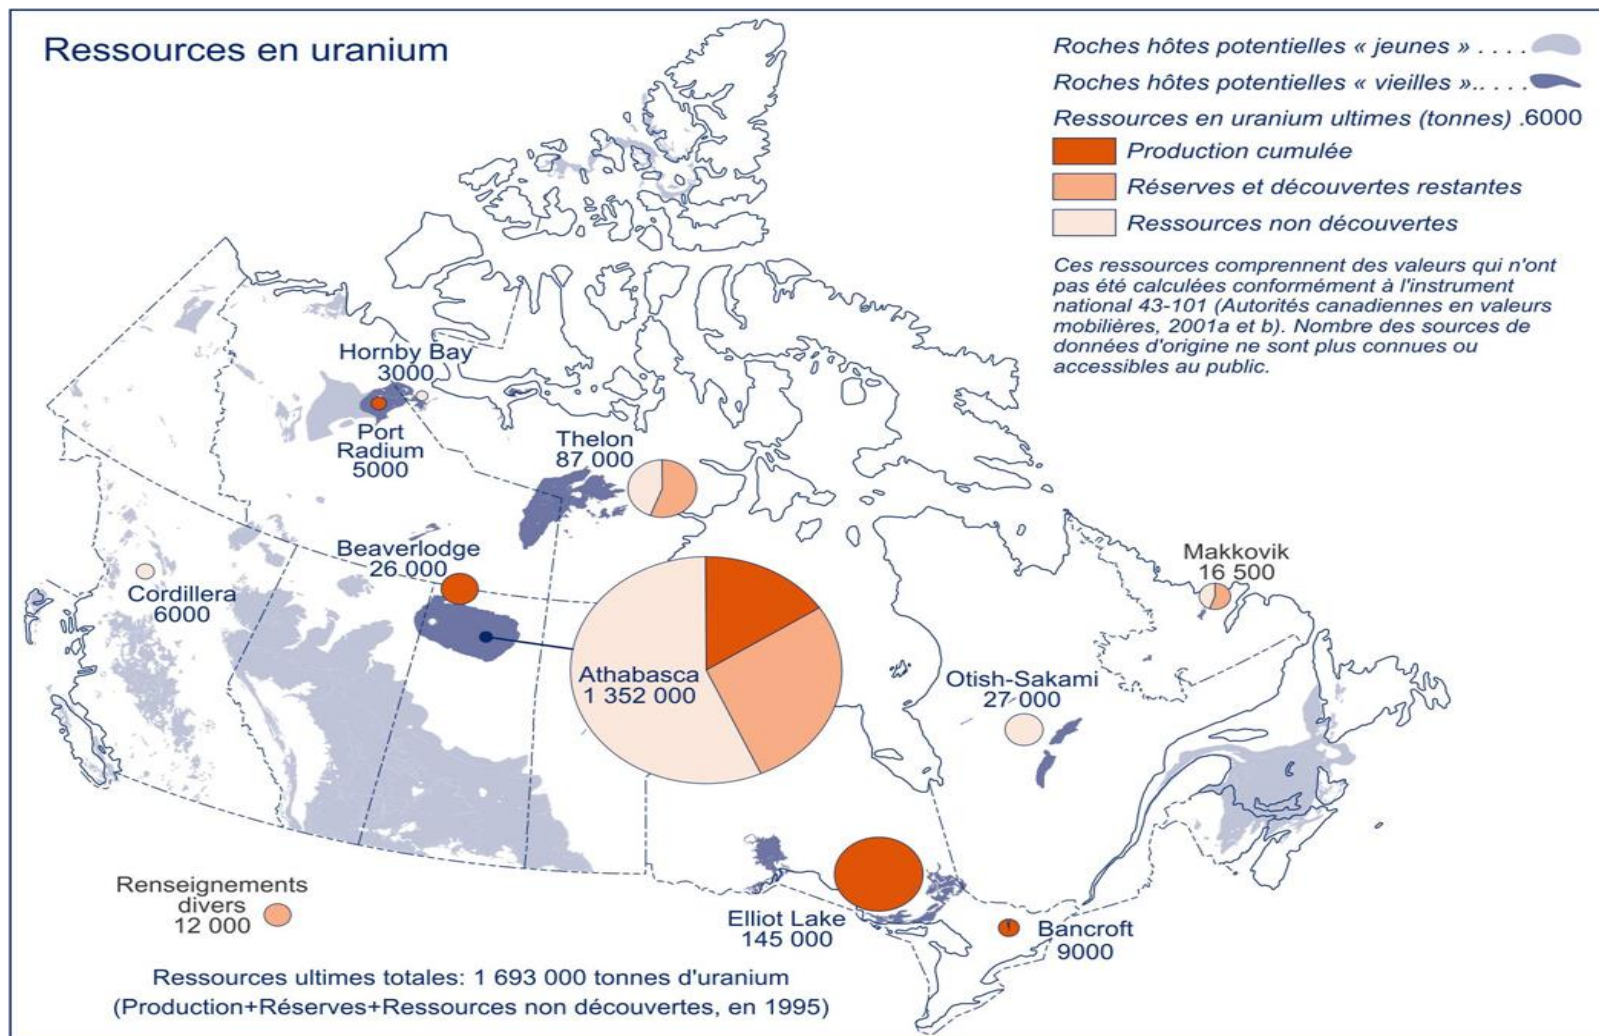 Ressources en uranium
Roches hôtes potentielles « jeunes » . . . .
Roches hôtes potentielles « vieilles ».. . . .
Ressources en uranium ultimes (tonnes) .6000
Production cumulée
Réserves et découvertes restantes
Ressources non découvertes
Ces ressources comprennent des valeurs qui n'ont
pas été calculées conformément à l'instrument
national 43-101 (Autorités canadiennes en valeurs
mobilières, 2001a et b). Nombre des sources de
données d'origine ne sont plus connues ou
accessibles au public.
Hornby Bay
3000
Port
Radium
5000
Thelon
87 000
Beaverlodge
26 000
Cordillera
6000
Makkovik
16 500
Athabasca
1 352 000
Otish-Sakami
27 000
Renseignements
divers
12 000
Elliot Lake
145 000
Bancroft
9000
Ressources ultimes totales: 1 693 000 tonnes d'uranium
(Production+Réserves+Ressources non découvertes, en 1995)